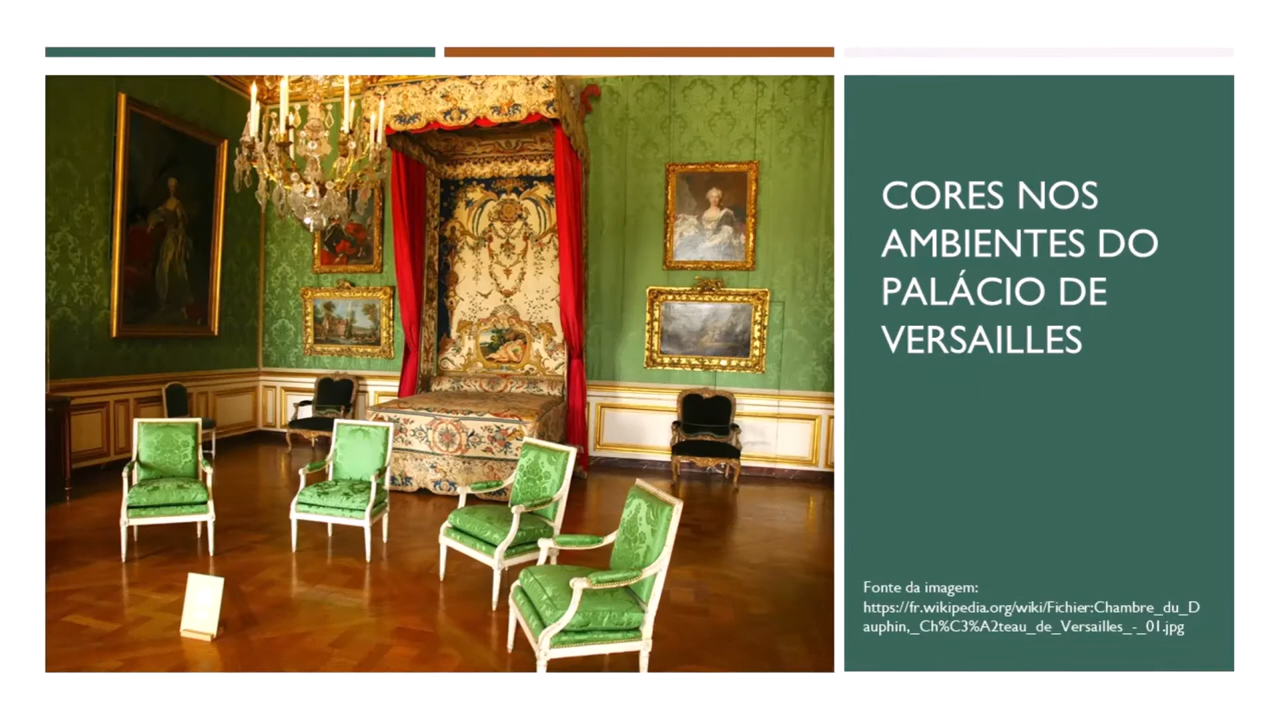 CORES NOS
AMBIENTES DO
PALÁCIO DE
VERSAILLES
Fonte da imagem:
https://fr.wikipedia.org/wiki/Fichier:Chambre_du_D
auphin,_Ch%C3%A2teau_de_Versailles_-_01.jpg